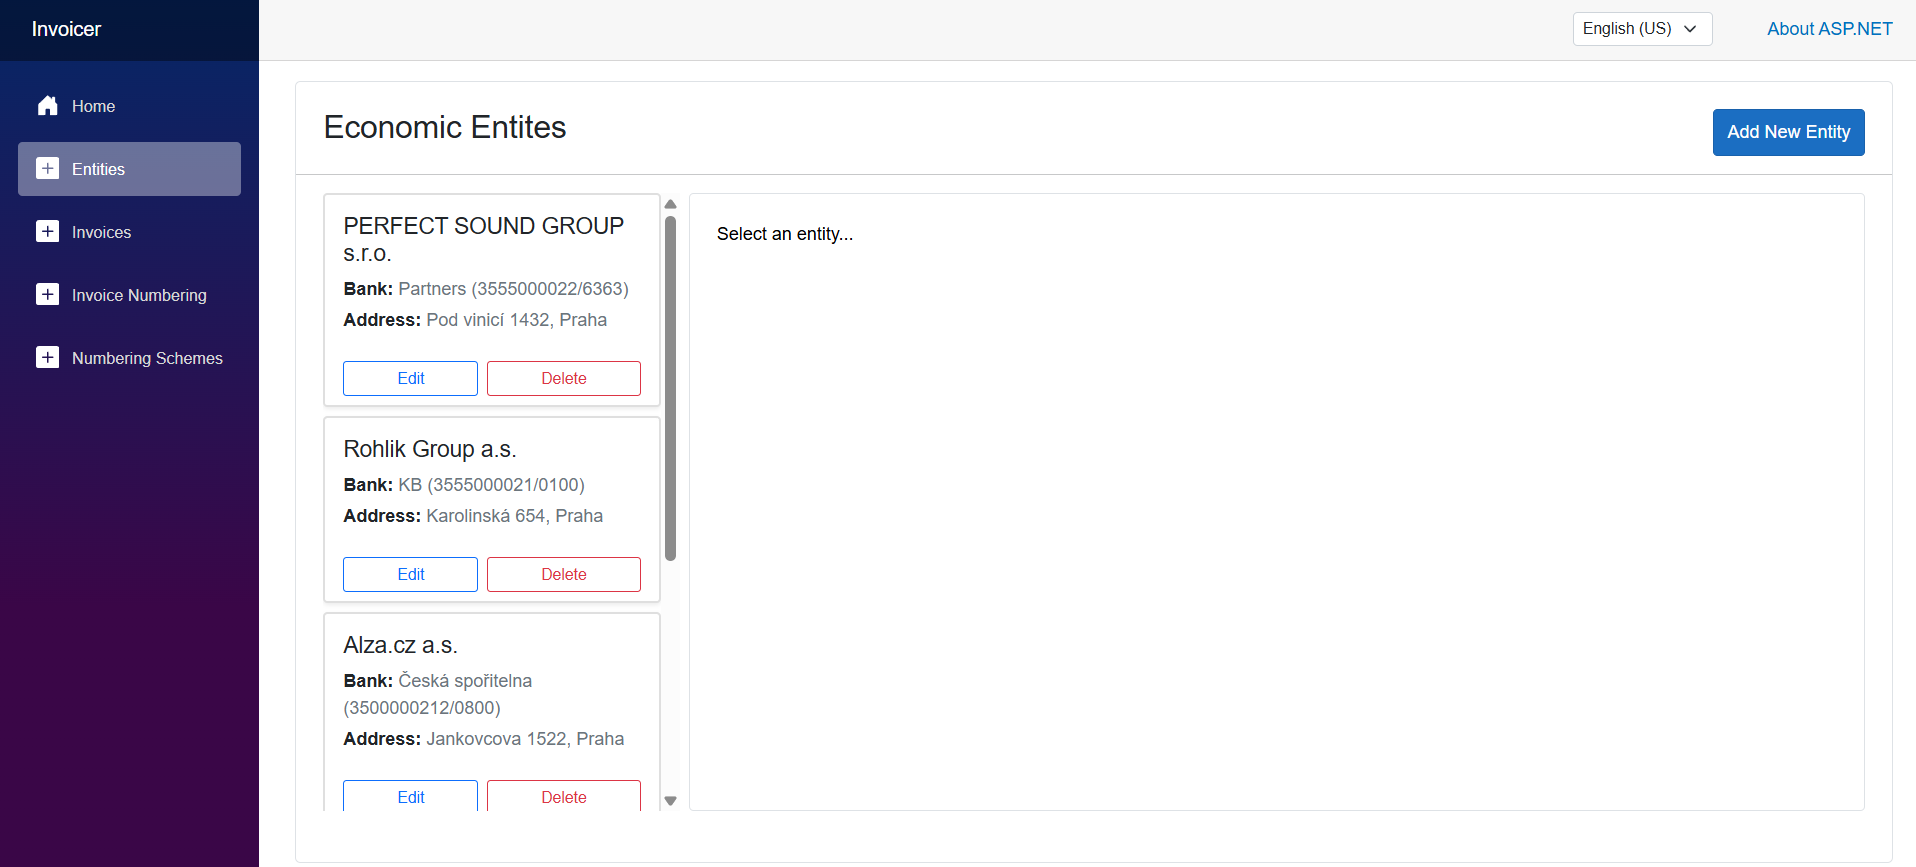 Invoicer
English (US)
About ASP.NET
Home
Entities
Invoices
Invoice Numbering
Numbering Schemes
Economic Entites
Add New Entity
PERFECT SOUND GROUP
s.r.o.
Bank: Partners (3555000022/6363)
Address: Pod vinicí 1432, Praha
Edit
Delete
Rohlik Group a.s.
Bank: KB (3555000021/0100)
Address: Karolinská 654, Praha
Edit
Delete
Alza.cz a.s.
Bank: Česká spořitelna
(3500000212/0800)
Address: Jankovcova 1522, Praha
Edit
Delete
Select an entity...